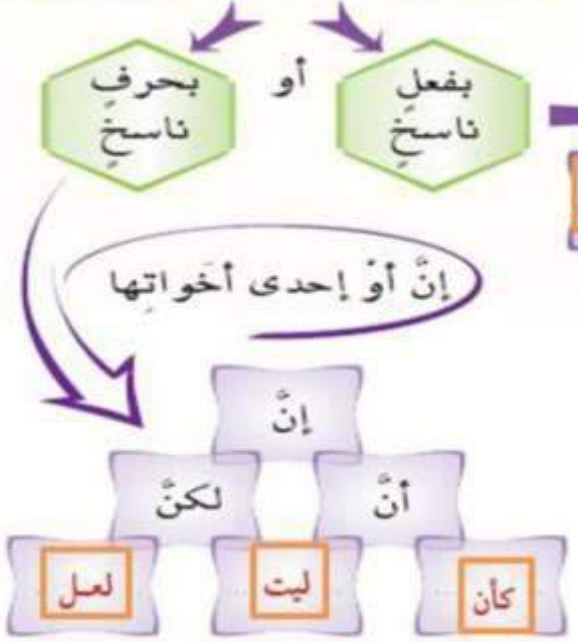 بفعلٍ
ناسخٍ
أو
بحرفٍ
ناسخٍ
إنَّ أوْ إحدى أخَواتِها
إنَّ
أنَّ
لكنَّ
كأن
ليت
لعل